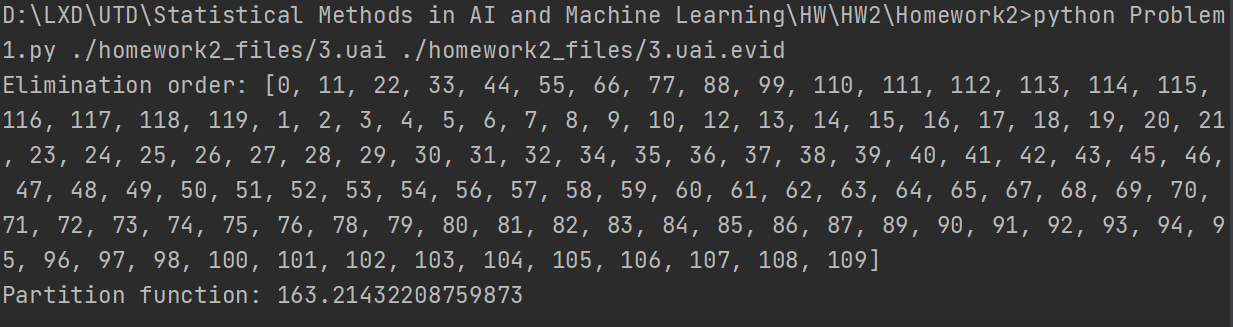 D:\LXD\UTD\Statistical Methods in AI and Machine Learning\HW\HW2\Homework2>python Problem
1.py ./homework2_files/3.uai ./homework2_files/3.uai.evid
Elimination order: [0, 11, 22, 33, 44, 55, 66, 77, 88, 99, 110, 111, 112, 113, 114, 115,
116, 117, 118, 119, 1, 2, 3, 4, 5, 6, 7, 8, 9, 10, 12, 13, 14, 15, 16, 17, 18, 19, 20, 21
, 23, 24, 25, 26, 27, 28, 29, 30, 31, 32, 34, 35, 36, 37, 38, 39, 40, 41, 42, 43, 45, 46,
 47, 48, 49, 50, 51, 52, 53, 54, 56, 57, 58, 59, 60, 61, 62, 63, 64, 65, 67, 68, 69, 70,
71, 72, 73, 74, 75, 76, 78, 79, 80, 81, 82, 83, 84, 85, 86, 87, 89, 90, 91, 92, 93, 94, 9
5, 96, 97, 98, 100, 101, 102, 103, 104, 105, 106, 107, 108, 109]
Partition function: 163.21432208759873